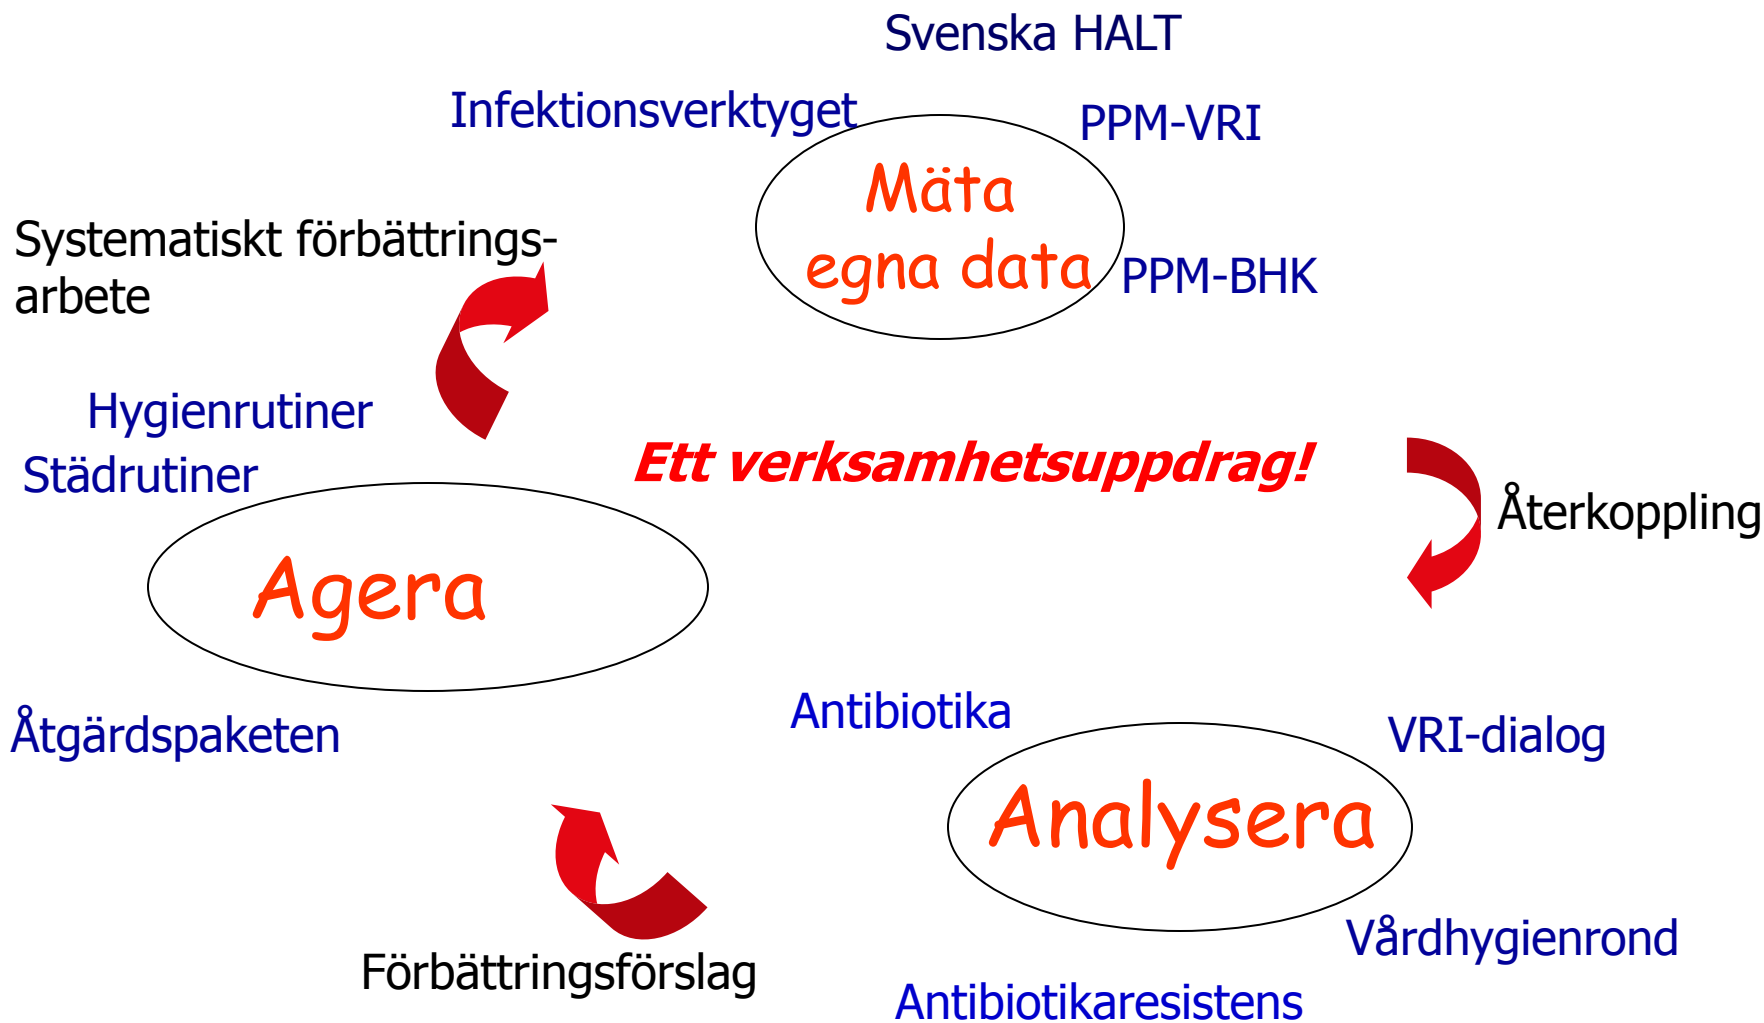 Svenska HALT
Infektionsverktyget
PPM-VRI
Mäta
egna data
PPM-BHK
Systematiskt förbättrings-
arbete
Hygienrutiner
Städrutiner
Ett verksamhetsuppdrag!
Återkoppling
Agera
Åtgärdspaketen
Antibiotika
VRI-dialog
Analysera
Vårdhygienrond
Förbättringsförslag
Antibiotikaresistens